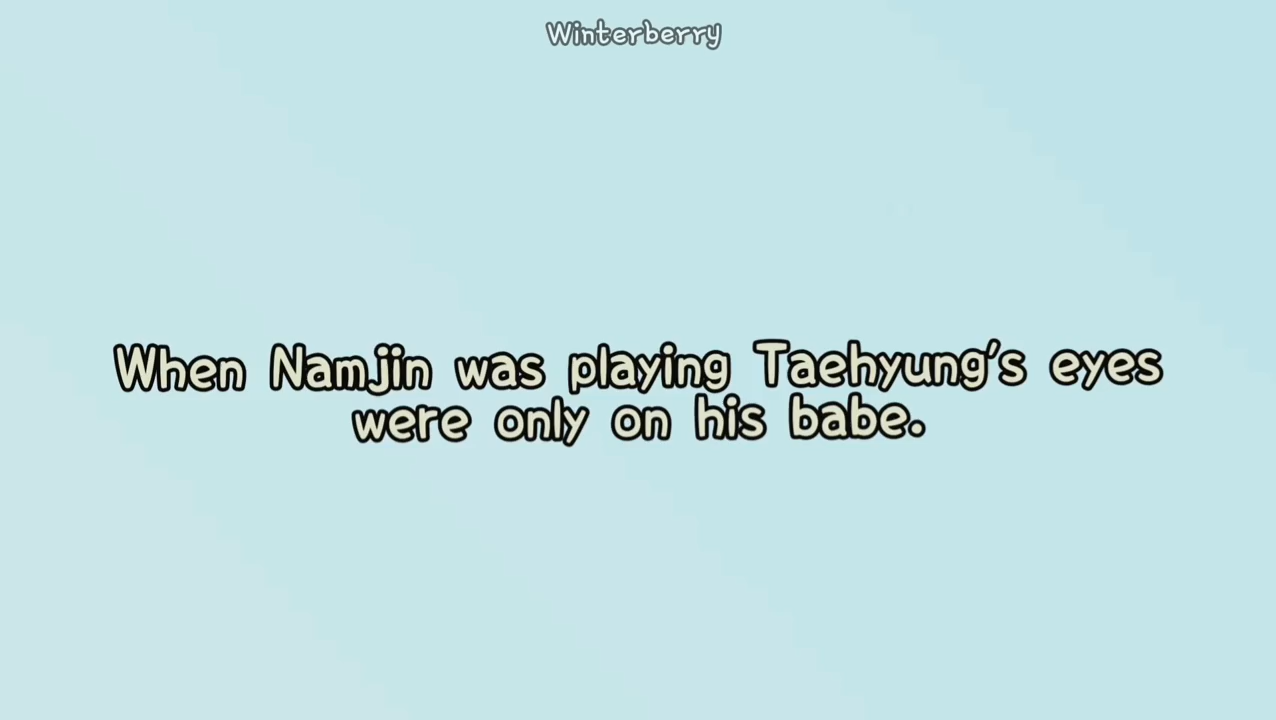 Winterberry
When Namjin was playing Taehyung's eyes
were only on his babe.